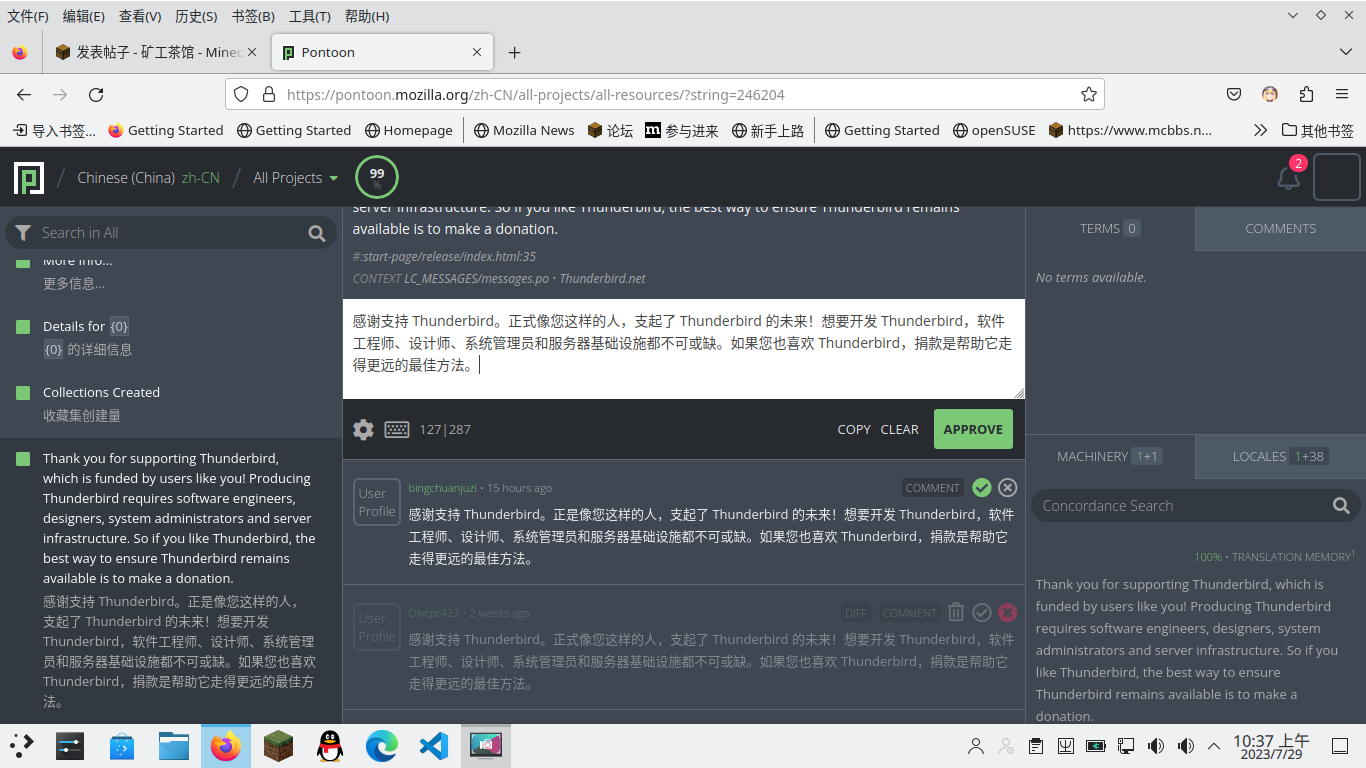 文件(F) 编辑(E) 查看(V) 历史(S) 书签(B) 工具(T) 帮助(H)
发表帖子 - 矿工茶馆 - Minec
Pontoon
https://pontoon.mozilla.org/zh-CN/all-projects/all-resources/?string=246204
导入书签... Getting Started Getting Started Homepage Mozilla News 论坛 参与进来 新手上路 Getting Started openSUSE https://www.mcbbs.n... 其他书签
Chinese (China) zh-CN
All Projects
99
%
2
Search in All
More info...
更多信息...
Details for {0}
{0} 的详细信息
Collections Created
收藏集创建量
Thank you for supporting Thunderbird,
which is funded by users like you! Producing
Thunderbird requires software engineers,
designers, system administrators and server
infrastructure. So if you like Thunderbird, the
best way to ensure Thunderbird remains
available is to make a donation.
感谢支持 Thunderbird。正是像您这样的人，
支起了 Thunderbird 的未来！想要开发
Thunderbird，软件工程师、设计师、系统管理
员和服务器基础设施都不可或缺。如果您也喜欢
Thunderbird，捐款是帮助它走得更远的最佳方
法。
server infrastructure. So if you like Thunderbird, the best way to ensure Thunderbird remains
available is to make a donation.
#:start-page/release/index.html:35
CONTEXT LC_MESSAGES/messages.po • Thunderbird.net
感谢支持 Thunderbird。正式像您这样的人，支起了 Thunderbird 的未来！想要开发 Thunderbird，软件
工程师、设计师、系统管理员和服务器基础设施都不可或缺。如果您也喜欢 Thunderbird，捐款是帮助它走
得更远的最佳方法。
127|287
COPY CLEAR APPROVE
User
Profile
bingchuanjuzi • 15 hours ago
COMMENT
感谢支持 Thunderbird。正是像您这样的人，支起了 Thunderbird 的未来！想要开发 Thunderbird，软件
工程师、设计师、系统管理员和服务器基础设施都不可或缺。如果您也喜欢 Thunderbird，捐款是帮助它
走得更远的最佳方法。
User
Profile
Olvcpr423 • 2 weeks ago
DIFF COMMENT
感谢支持 Thunderbird。正式像您这样的人，支起了 Thunderbird 的未来！想要开发 Thunderbird，软件
工程师、设计师、系统管理员和服务器基础设施都不可或缺。如果您也喜欢 Thunderbird，捐款是帮助它
走得更远的最佳方法。
TERMS 0
COMMENTS
No terms available.
MACHINERY 1+1
LOCALES 1+38
Concordance Search
100% • TRANSLATION MEMORY1
Thank you for supporting Thunderbird, which is
funded by users like you! Producing Thunderbird
requires software engineers, designers, system
administrators and server infrastructure. So if you
like Thunderbird, the best way to ensure
Thunderbird remains available is to make a
donation.
10:37 上午
2023/7/29